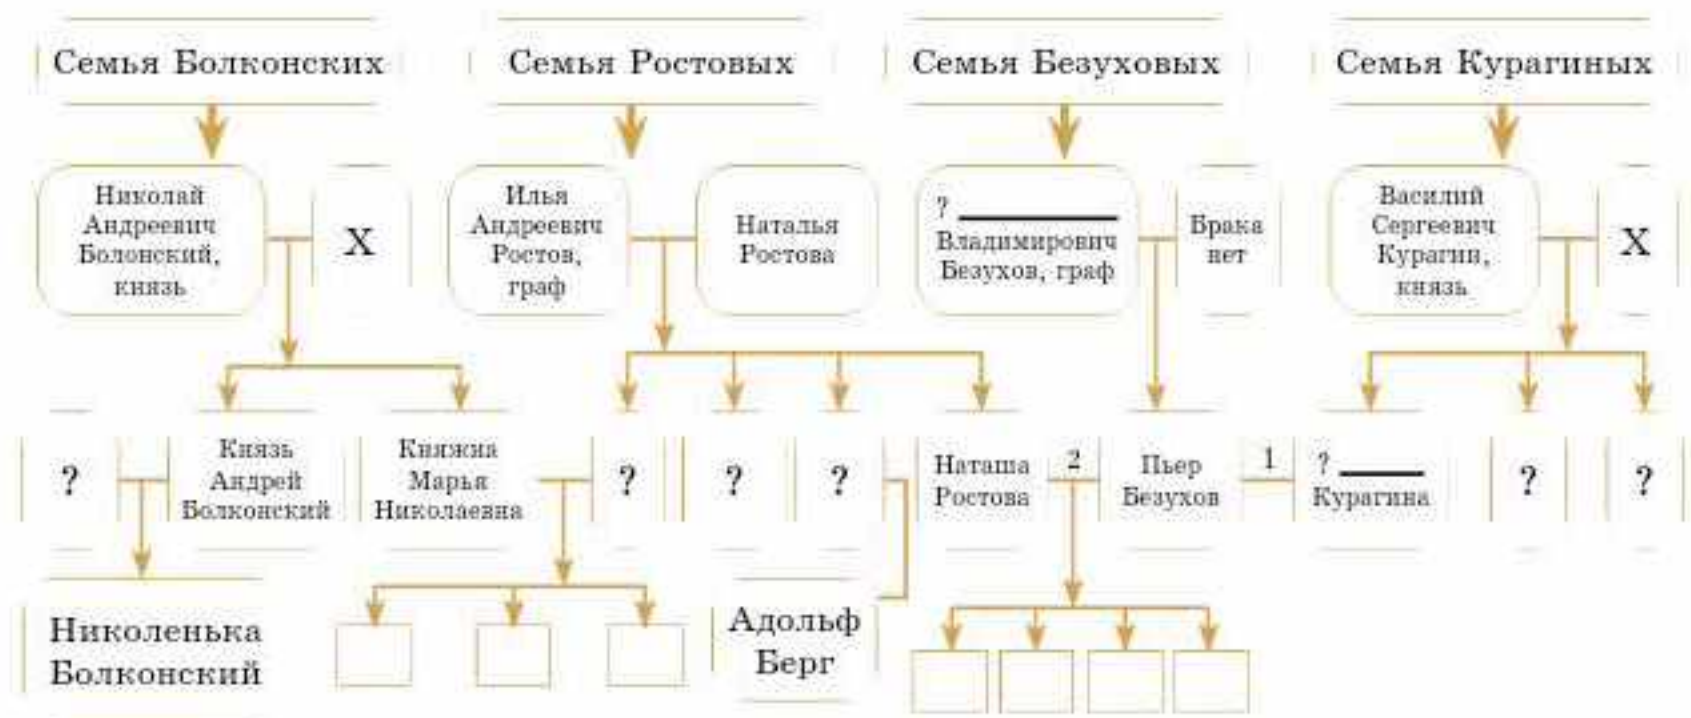 Семья Болконских
Семья Ростовых
Семья Безуховых
Семья Курагиных
Николай
Андреевич
Болонский,
князь
X
Илья
Андреевич
Ростов,
граф
Наталья
Ростова
?
Владимирович
Безухов, граф
Брака
нет
Василий
Сергеевич
Курагин,
князь
X
?
Князь
Андрей
Болконский
Княжна
Марья
Николаевна
?
?
?
Наташа
Ростова
2
Пьер
Безухов
1
?
Курагина
?
?
Николенька
Болконский
Адольф
Берг